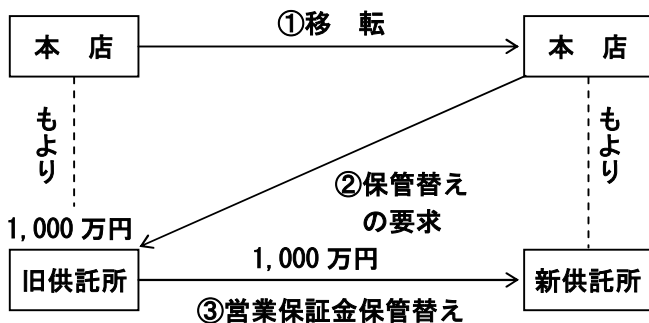 ①移　転
本　店
本　店
もより
もより
②保管替え
の要求
1,000 万円
1,000 万円
旧供託所
新供託所
③営業保証金保管替え